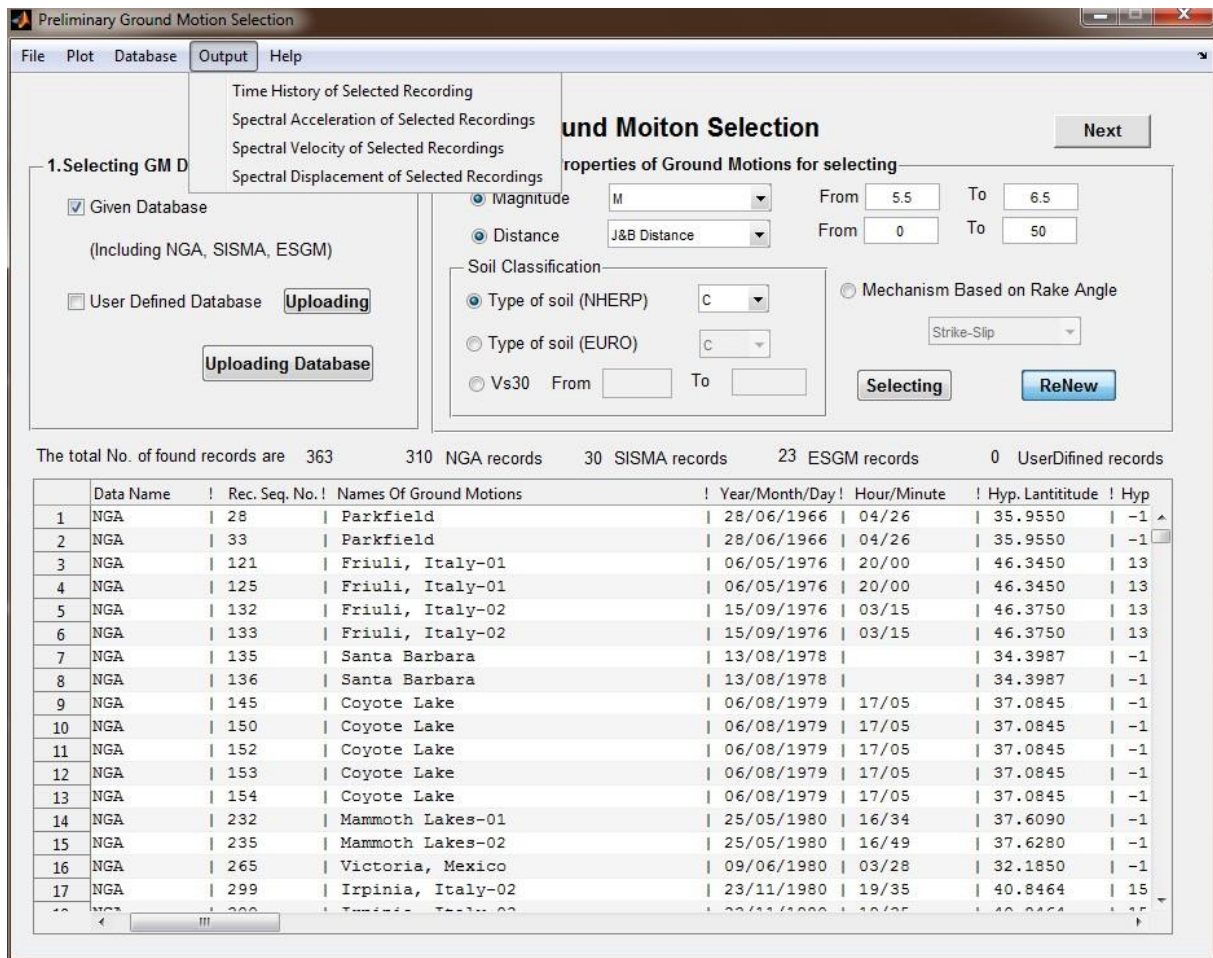 Preliminary Ground Motion Selection
File Plot Database Output Help
Time History of Selected Recording
Spectral Acceleration of Selected Recordings
Spectral Velocity of Selected Recordings
Spectral Displacement of Selected Recordings
und Moiton Selection
Next
1.Selecting GM D
Given Database
(Including NGA, SISMA, ESGM)
User Defined Database Uploading
Uploading Database
roperties of Ground Motions for selecting
Magnitude M From 5.5 To 6.5
Distance J&B Distance From 0 To 50
Soil Classification
Type of soil (NHERP) C
Type of soil (EURO) C
Vs30 From To
Mechanism Based on Rake Angle
Strike-Slip
Selecting ReNew
The total No. of found records are 363 310 NGA records 30 SISMA records 23 ESGM records 0 UserDifined records
Data Name ! Rec. Seq. No. ! Names Of Ground Motions ! Year/Month/Day ! Hour/Minute ! Hyp. Lantititude ! Hyp
1 NGA | 28 | Parkfield | 28/06/1966 | 04/26 | 35.9550 | -1
2 NGA | 33 | Parkfield | 28/06/1966 | 04/26 | 35.9550 | -1
3 NGA | 121 | Friuli, Italy-01 | 06/05/1976 | 20/00 | 46.3450 | 13
4 NGA | 125 | Friuli, Italy-01 | 06/05/1976 | 20/00 | 46.3450 | 13
5 NGA | 132 | Friuli, Italy-02 | 15/09/1976 | 03/15 | 46.3750 | 13
6 NGA | 133 | Friuli, Italy-02 | 15/09/1976 | 03/15 | 46.3750 | 13
7 NGA | 135 | Santa Barbara | 13/08/1978 | | 34.3987 | -1
8 NGA | 136 | Santa Barbara | 13/08/1978 | | 34.3987 | -1
9 NGA | 145 | Coyote Lake | 06/08/1979 | 17/05 | 37.0845 | -1
10 NGA | 150 | Coyote Lake | 06/08/1979 | 17/05 | 37.0845 | -1
11 NGA | 152 | Coyote Lake | 06/08/1979 | 17/05 | 37.0845 | -1
12 NGA | 153 | Coyote Lake | 06/08/1979 | 17/05 | 37.0845 | -1
13 NGA | 154 | Coyote Lake | 06/08/1979 | 17/05 | 37.0845 | -1
14 NGA | 232 | Mammoth Lakes-01 | 25/05/1980 | 16/34 | 37.6090 | -1
15 NGA | 235 | Mammoth Lakes-02 | 25/05/1980 | 16/49 | 37.6280 | -1
16 NGA | 265 | Victoria, Mexico | 09/06/1980 | 03/28 | 32.1850 | -1
17 NGA | 299 | Irpinia, Italy-02 | 23/11/1980 | 19/35 | 40.8464 | 15